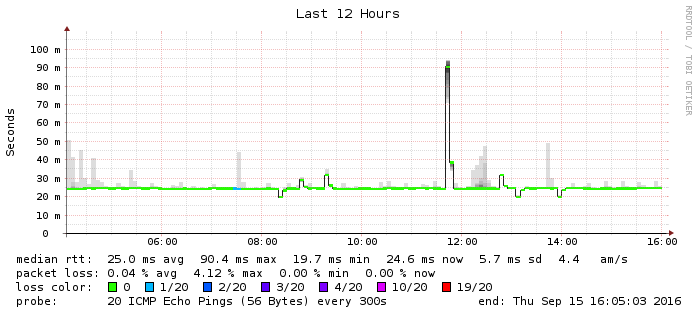 Last 12 Hours
RRDTOOL / TOBI OETIKER
Seconds
100 m
90 m
80 m
70 m
60 m
50 m
40 m
30 m
20 m
10 m
0
06:00 08:00 10:00 12:00 14:00 16:00
median rtt: 25.0 ms avg 90.4 ms max 19.7 ms min 24.6 ms now 5.7 ms sd 4.4 am/s
packet loss: 0.04 % avg 4.12 % max 0.00 % min 0.00 % now
loss color: 0 1/20 2/20 3/20 4/20 10/20 19/20
probe: 20 ICMP Echo Pings (56 Bytes) every 300s end: Thu Sep 15 16:05:03 2016